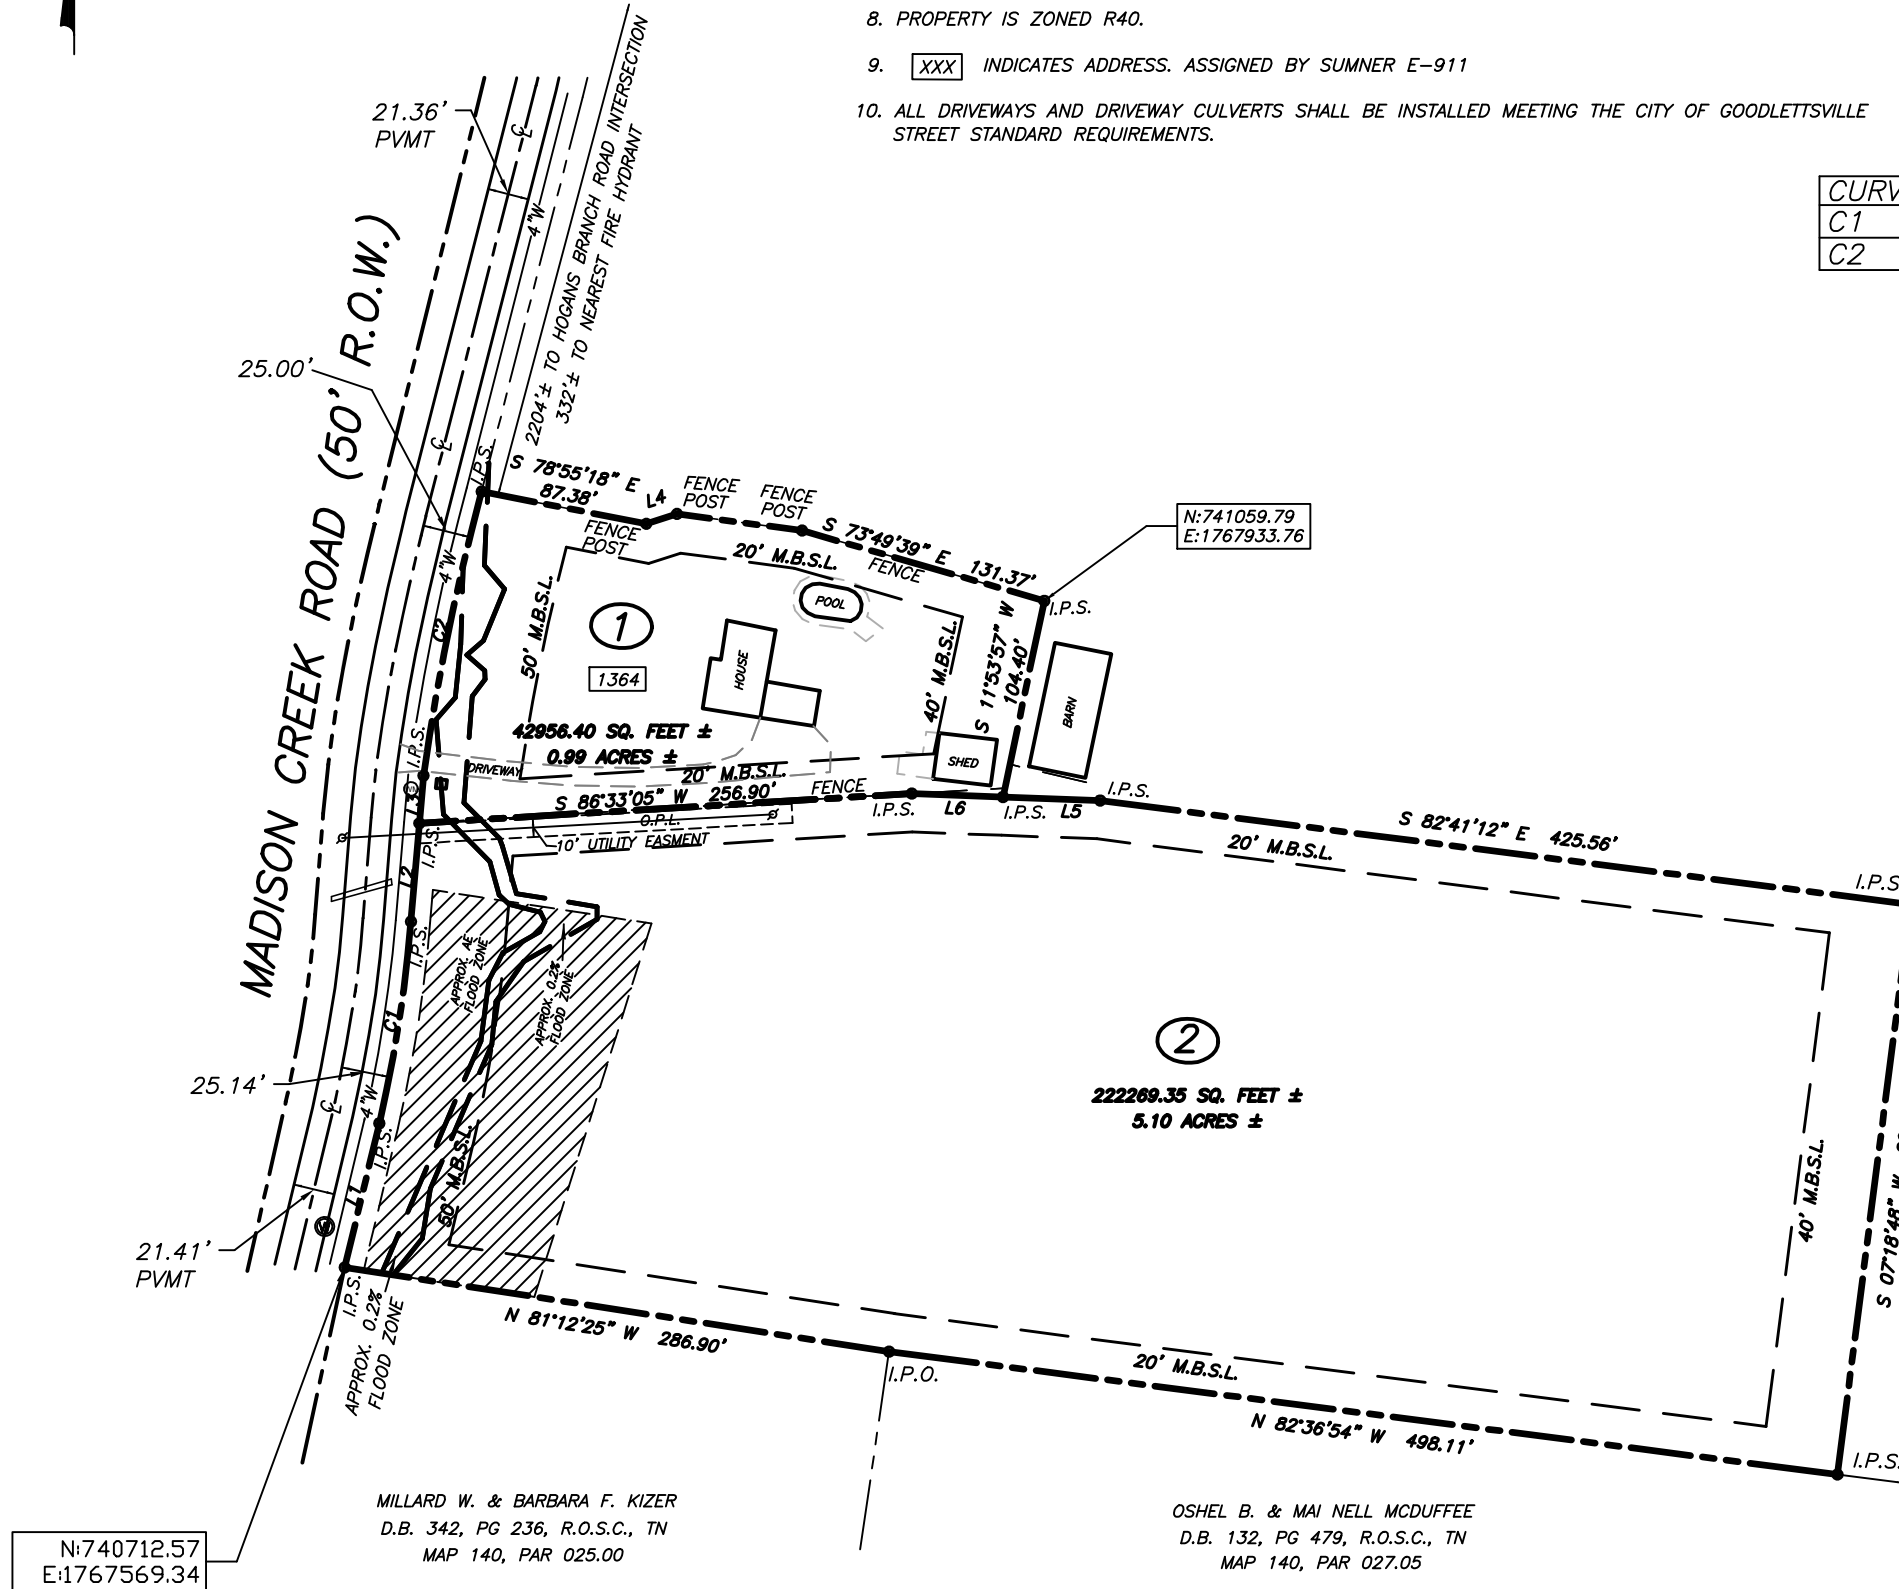 8. PROPERTY IS ZONED R40.
9. XXX INDICATES ADDRESS. ASSIGNED BY SUMNER E-911
10. ALL DRIVEWAYS AND DRIVEWAY CULVERTS SHALL BE INSTALLED MEETING THE CITY OF GOODLETTSVILLE
STREET STANDARD REQUIREMENTS.
CURV
C1
C2
21.36'
PVMT
℄
4"W
2204'± TO HOGANS BRANCH ROAD INTERSECTION
332'± TO NEAREST FIRE HYDRANT
MADISON CREEK ROAD (50' R.O.W.)
25.00'
℄
I.P.S.
S 78°55'18" E
87.38'
L4
FENCE
POST
FENCE
POST
FENCE
POST
S 73°49'39" E 131.37'
FENCE
20' M.B.S.L.
N:741059.79
E:1767933.76
I.P.S.
4"W
C2
50' M.B.S.L.
1
1364
POOL
HOUSE
40' M.B.S.L.
S 11°53'57" W
104.40'
BARN
42956.40 SQ. FEET ±
0.99 ACRES ±
I.P.S.
DRIVEWAY
20' M.B.S.L.
SHED
L3
S 86°33'05" W 256.90'
FENCE
I.P.S.
L6
I.P.S.
L5
I.P.S.
O.P.L.
10' UTILITY EASMENT
I.P.S.
S 82°41'12" E 425.56'
20' M.B.S.L.
I.P.S
L2
I.P.S.
APPROX. AE
FLOOD ZONE
APPROX. 0.2%
FLOOD ZONE
C1
2
222269.35 SQ. FEET ±
5.10 ACRES ±
25.14'
℄
4"W
I.P.S.
50' M.B.S.L.
L1
40' M.B.S.L.
S 07°18'48" W
21.41'
PVMT
I.P.S.
APPROX. 0.2%
FLOOD ZONE
N 81°12'25" W 286.90'
I.P.O.
20' M.B.S.L.
N 82°36'54" W 498.11'
I.P.S.
MILLARD W. & BARBARA F. KIZER
D.B. 342, PG 236, R.O.S.C., TN
MAP 140, PAR 025.00
OSHEL B. & MAI NELL MCDUFFEE
D.B. 132, PG 479, R.O.S.C., TN
MAP 140, PAR 027.05
N:740712.57
E:1767569.34